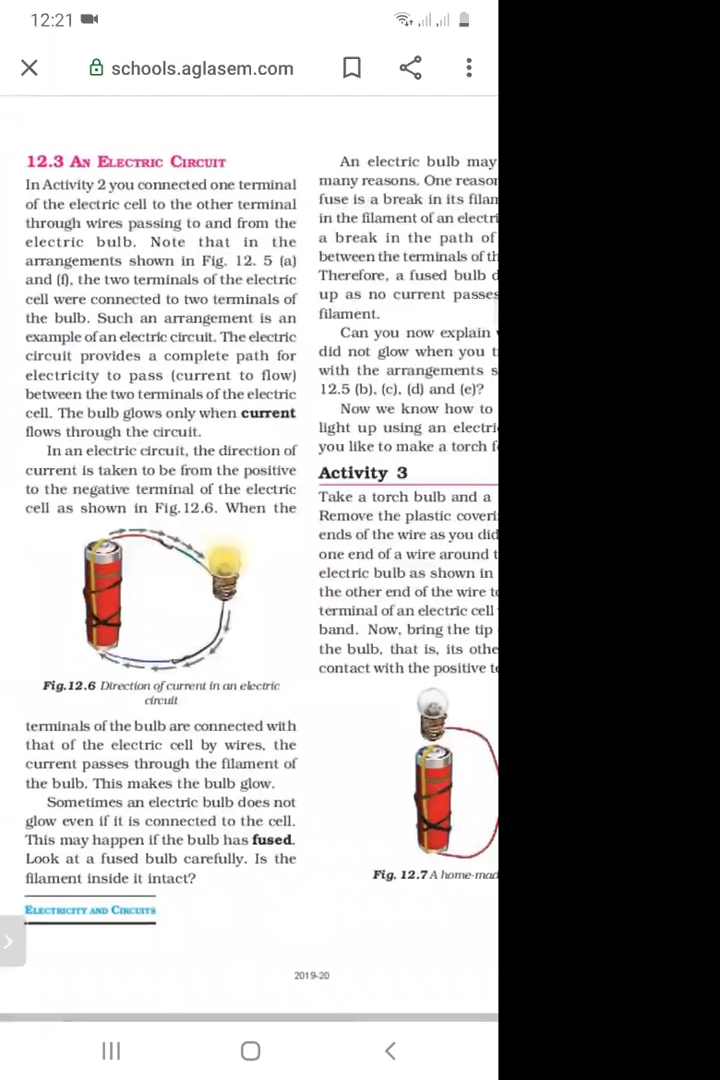 12:21
schools.aglasem.com
12.3 AN ELECTRIC CIRCUIT
In Activity 2 you connected one terminal
of the electric cell to the other terminal
through wires passing to and from the
electric bulb. Note that in the
arrangements shown in Fig. 12. 5 (a)
and (f), the two terminals of the electric
cell were connected to two terminals of
the bulb. Such an arrangement is an
example of an electric circuit. The electric
circuit provides a complete path for
electricity to pass (current to flow)
between the two terminals of the electric
cell. The bulb glows only when current
flows through the circuit.
In an electric circuit, the direction of
current is taken to be from the positive
to the negative terminal of the electric
cell as shown in Fig.12.6. When the
Fig.12.6 Direction of current in an electric
circuit
terminals of the bulb are connected with
that of the electric cell by wires, the
current passes through the filament of
the bulb. This makes the bulb glow.
Sometimes an electric bulb does not
glow even if it is connected to the cell.
This may happen if the bulb has fused.
Look at a fused bulb carefully. Is the
filament inside it intact?
ELECTRICITY AND CIRCUITS
An electric bulb may
many reasons. One
fuse is a break in its
in the filament of an
a break in the path of
between the terminals of
Therefore, a fused bulb
up as no current passes
filament.
Can you now explain
did not glow when you
with the arrangements
12.5 (b), (c), (d) and (e)?
Now we know how to
light up using an
you like to make a torch
Activity 3
Take a torch bulb and a
Remove the plastic
ends of the wire as you did
one end of a wire around
electric bulb as shown in
the other end of the wire
terminal of an electric cell
band. Now, bring the tip
the bulb, that is, its
contact with the positive
Fig. 12.7 A
2019-20